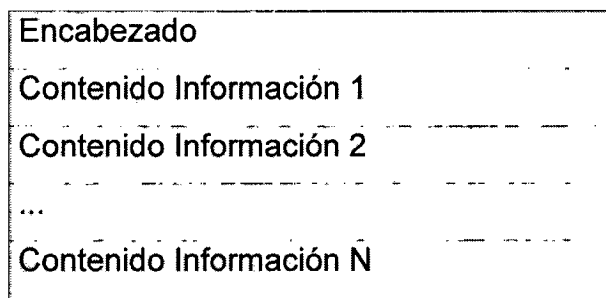 Encabezado
Contenido Información 1
Contenido Información 2
...
Contenido Información N